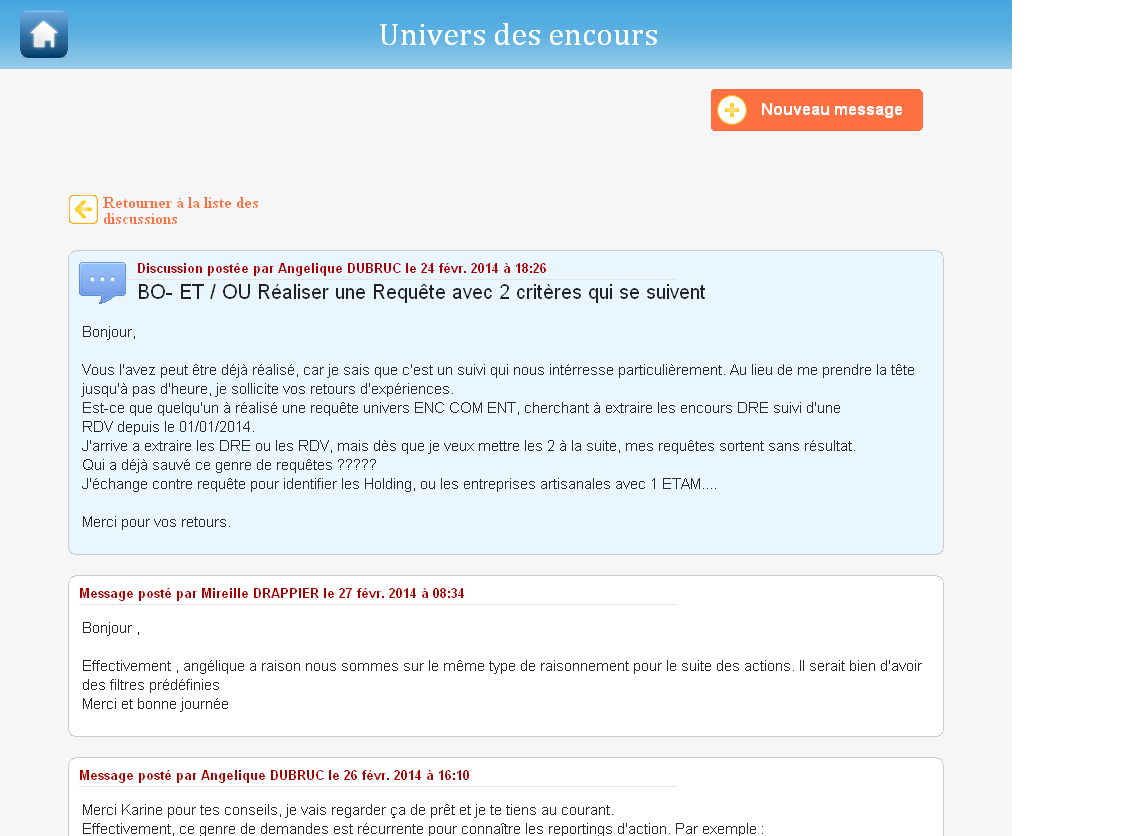 Univers des encours
Nouveau message
Retourner à la liste des
discussions
Discussion postée par Angelique DUBRUC le 24 févr. 2014 à 18:26
BO- ET / OU Réaliser une Requête avec 2 critères qui se suivent
Bonjour,
Vous l'avez peut être déjà réalisé, car je sais que c'est un suivi qui nous intérresse particulièrement. Au lieu de me prendre la tête
jusqu'à pas d'heure, je sollicite vos retours d'expériences.
Est-ce que quelqu'un à réalisé une requête univers ENC COM ENT, cherchant à extraire les encours DRE suivi d'une
RDV depuis le 01/01/2014.
J'arrive a extraire les DRE ou les RDV, mais dès que je veux mettre les 2 à la suite, mes requêtes sortent sans résultat.
Qui a déjà sauvé ce genre de requêtes ?????
J'échange contre requête pour identifier les Holding, ou les entreprises artisanales avec 1 ETAM....
Merci pour vos retours.
Message posté par Mireille DRAPPIER le 27 févr. 2014 à 08:34
Bonjour ,
Effectivement , angélique a raison nous sommes sur le même type de raisonnement pour le suite des actions. Il serait bien d'avoir
des filtres prédéfinies
Merci et bonne journée
Message posté par Angelique DUBRUC le 26 févr. 2014 à 16:10
Merci Karine pour tes conseils, je vais regarder ça de prêt et je te tiens au courant.
Effectivement, ce genre de demandes est récurrente pour connaître les reportings d'action. Par exemple :